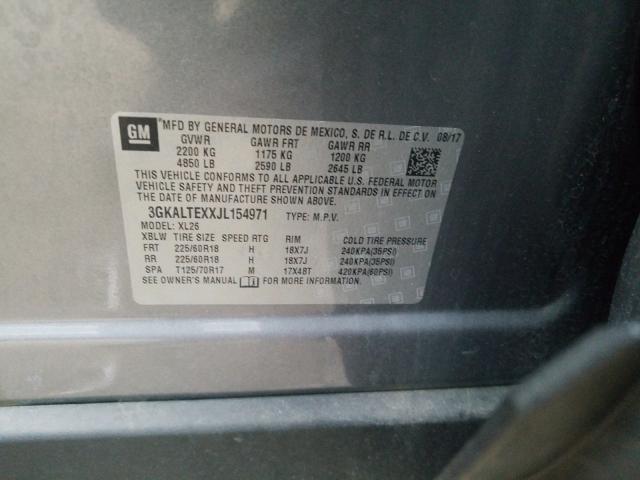 GM
MFD BY GENERAL MOTORS DE MEXICO, S. DE R.L. DE C.V. 08/17
GVWR GAWR FRT GAWR RR
2200 KG 1175 KG 1200 KG
4850 LB 2590 LB 2645 LB
THIS VEHICLE CONFORMS TO ALL APPLICABLE U.S. FEDERAL MOTOR
VEHICLE SAFETY, BUMPER, AND THEFT PREVENTION STANDARDS IN EFFECT ON
THE DATE OF MANUFACTURE SHOWN ABOVE.
3GKALTEXXJL154971 TYPE: M.P.V.
MODEL: XL26
XBLW TIRE SIZE SPEED RTG RIM COLD TIRE PRESSURE
FRT 225/60R18 H 18X7J 240KPA(35PSI)
RR 225/60R18 H 18X7J 240KPA(35PSI)
SPA T125/70R17 M 17X4BT 420KPA(60PSI)
SEE OWNER'S MANUAL FOR MORE INFORMATION.